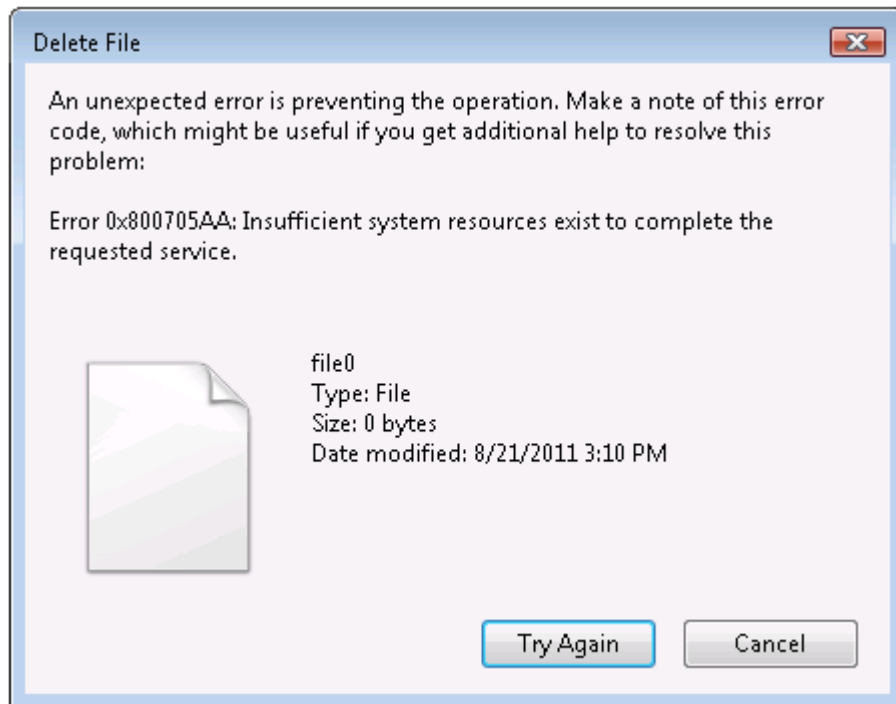 Delete File
An unexpected error is preventing the operation. Make a note of this error
code, which might be useful if you get additional help to resolve this
problem:
Error 0x800705AA: Insufficient system resources exist to complete the
requested service.
file0
Type: File
Size: 0 bytes
Date modified: 8/21/2011 3:10 PM
Try Again
Cancel